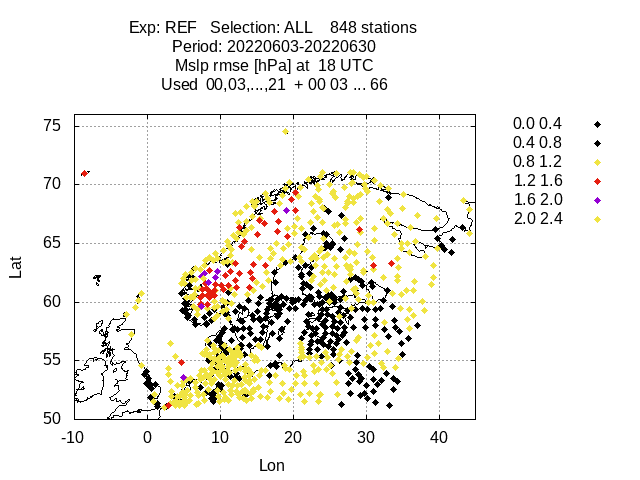 Exp: REF   Selection: ALL    848 stations
Period: 20220603-20220630
Mslp rmse [hPa] at  18 UTC
Used  00,03,...,21  + 00 03 ... 66
75
70
65
60
55
50
Lat
-10 0 10 20 30 40
Lon
0.0 0.4
0.4 0.8
0.8 1.2
1.2 1.6
1.6 2.0
2.0 2.4